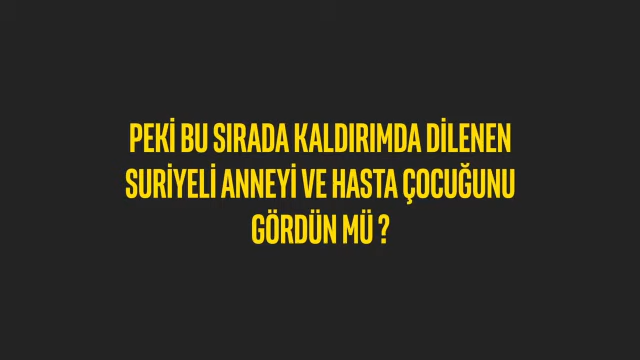 PEKİ BU SIRADA KALDIRIMDA DİLENEN
SURİYELİ ANNEYİ VE HASTA ÇOCUĞUNU
GÖRDÜN MÜ ?